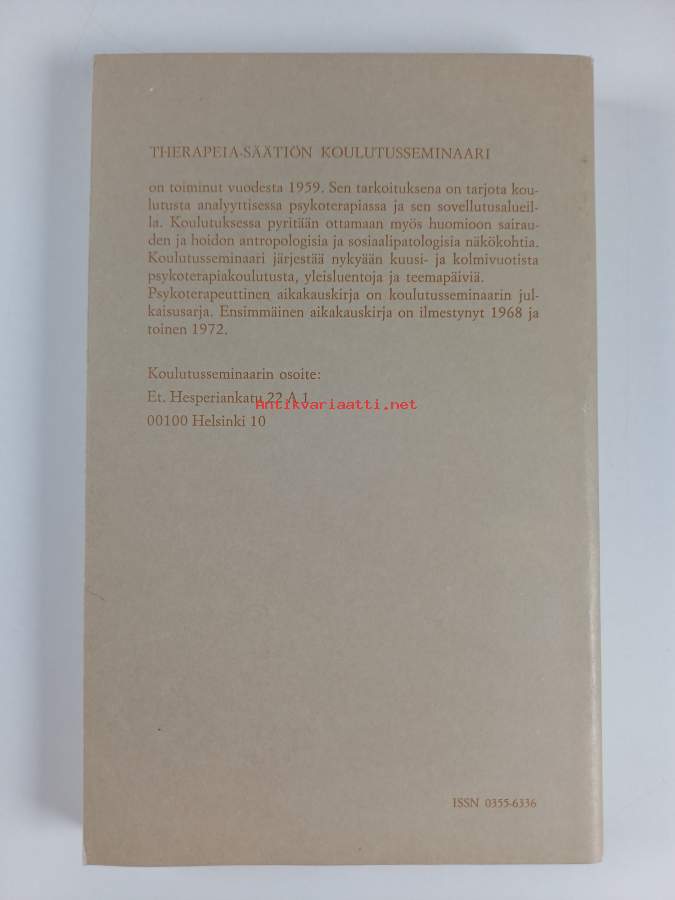 THERAPEIA-SÄÄTIÖN KOULUTUSSEMINAARI
on toiminut vuodesta 1959. Sen tarkoituksena on tarjota kou-
lutusta analyyttisessa psykoterapiassa ja sen sovellutusalueil-
la. Koulutuksessa pyritään ottamaan myös huomioon sairau-
den ja hoidon antropologisia ja sosiaalipatologisia näkökohtia.
Koulutusseminaari järjestää nykyään kuusi- ja kolmivuotista
psykoterapiakoulutusta, yleisluentoja ja teemapäiviä.
Psykoterapeuttinen aikakauskirja on koulutusseminaarin jul-
kaisusarja. Ensimmäinen aikakauskirja on ilmestynyt 1968 ja
toinen 1972.
Koulutusseminaarin osoite:
Et. Hesperiankatu 22 A 1
Antikvariaatti.net
00100 Helsinki 10
ISSN 0355-6336